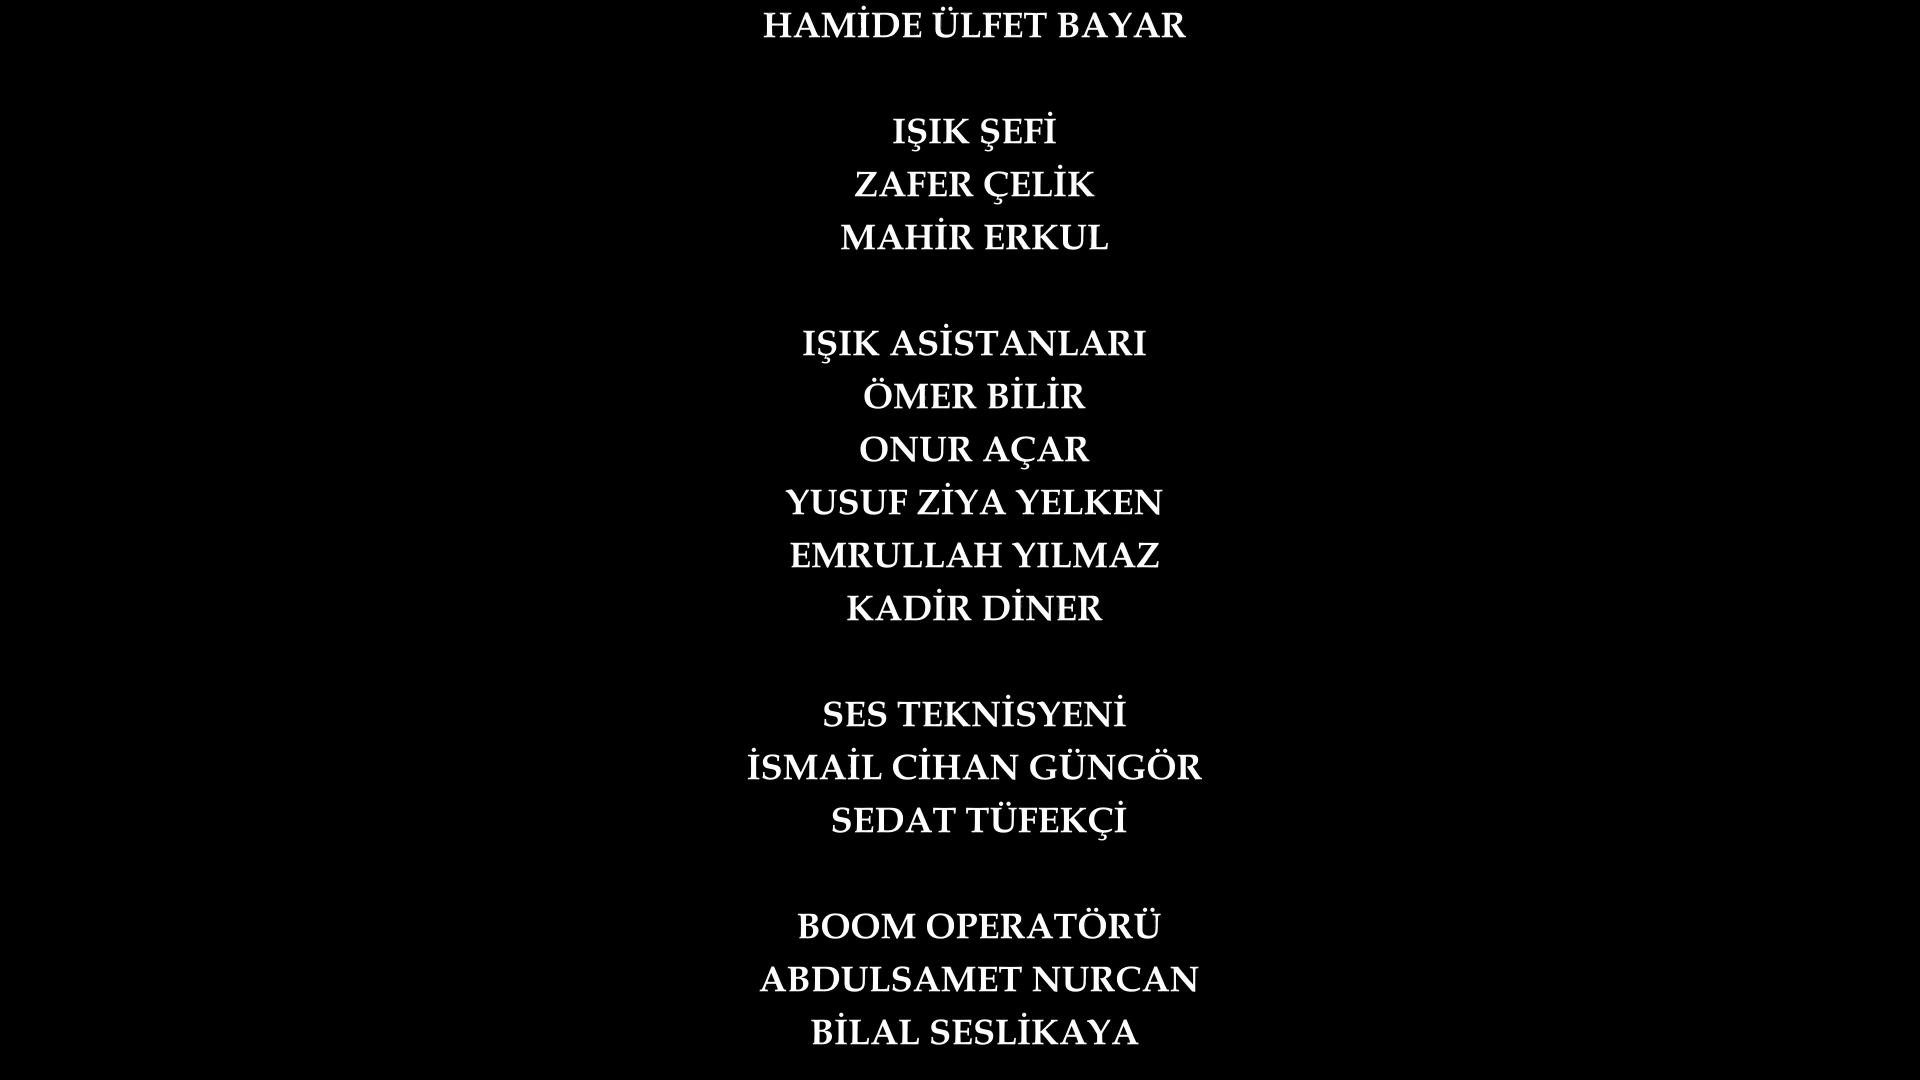 HAMİDE ÜLFET BAYAR
IŞIK ŞEFİ
ZAFER ÇELİK
MAHİR ERKUL
IŞIK ASİSTANLARI
ÖMER BİLİR
ONUR AÇAR
YUSUF ZİYA YELKEN
EMRULLAH YILMAZ
KADİR DİNER
SES TEKNİSYENİ
İSMAİL CİHAN GÜNGÖR
SEDAT TÜFEKÇİ
BOOM OPERATÖRÜ
ABDULSAMET NURCAN
BİLAL SESLİKAYA